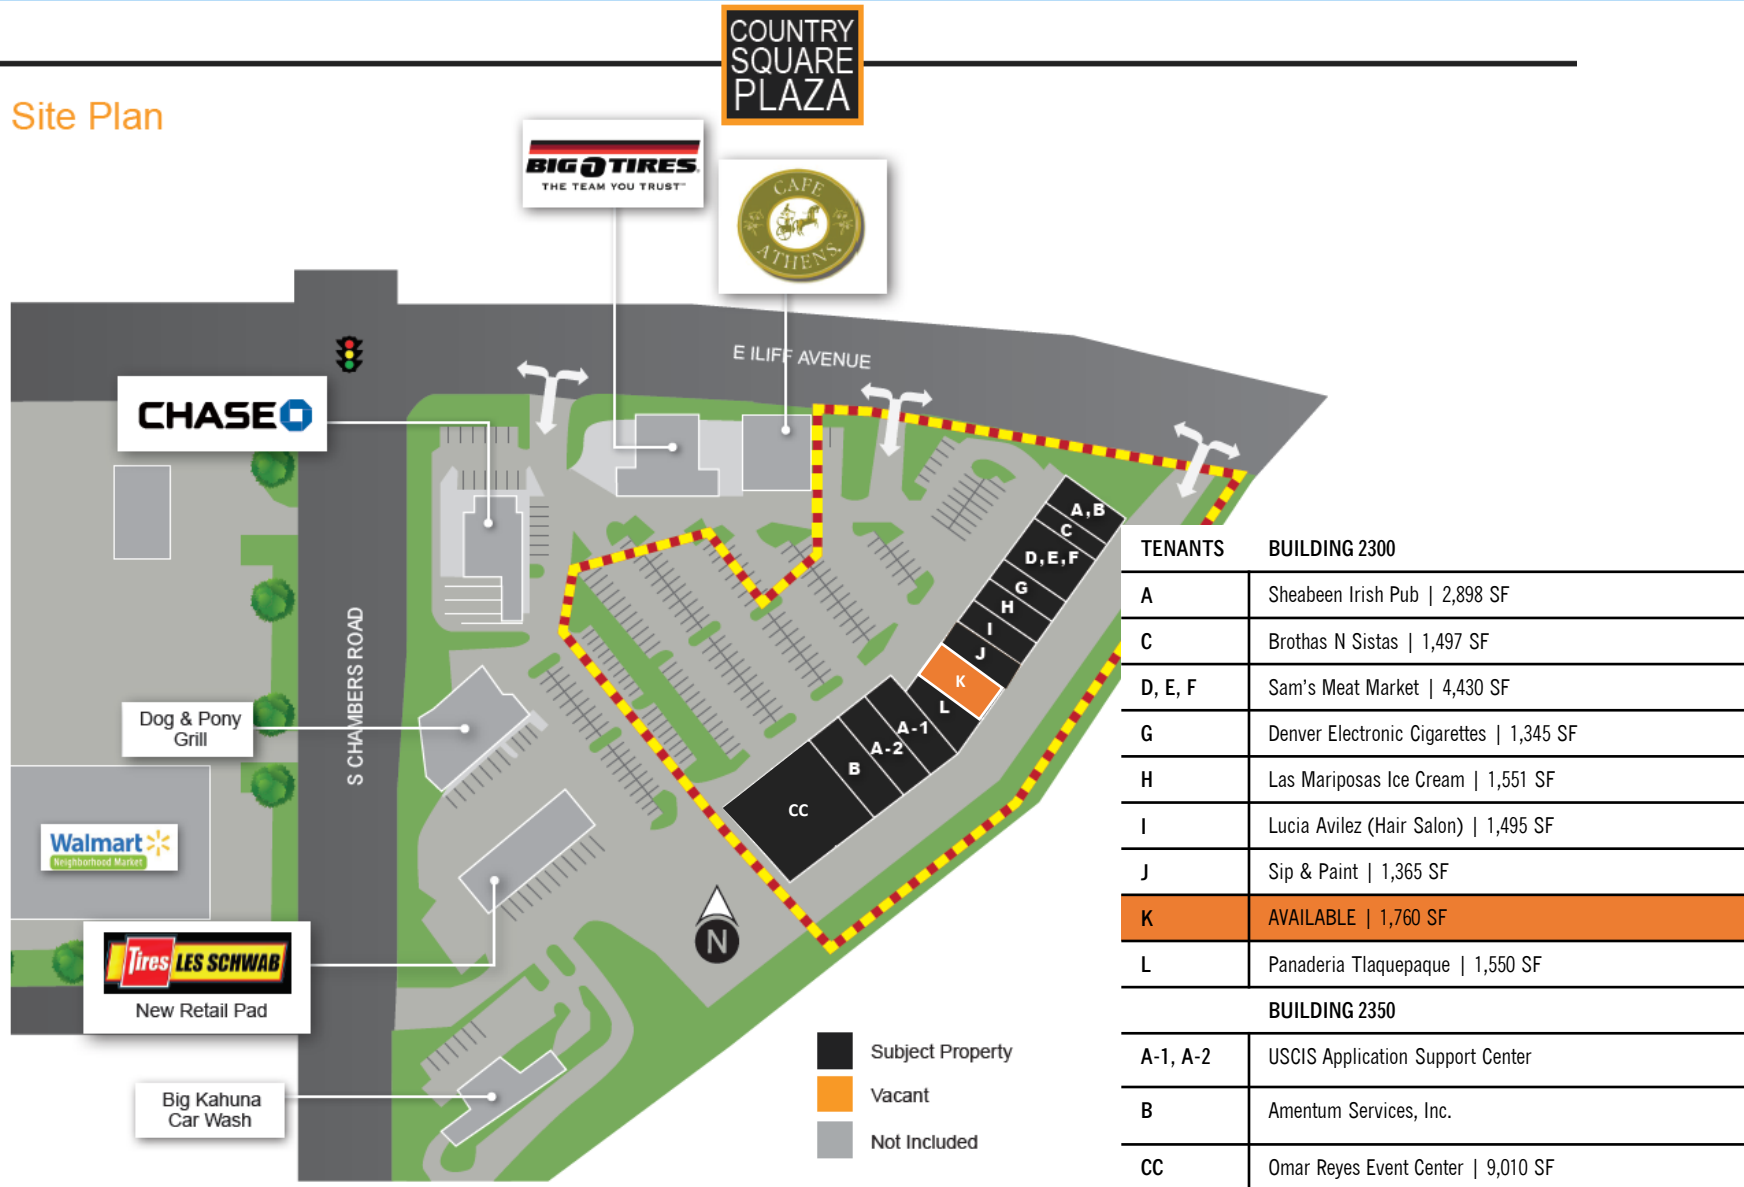 COUNTRY
SQUARE
PLAZA
Site Plan
BIG O TIRES
THE TEAM YOU TRUST™
CAFE
ATHENS
E ILIFF AVENUE
CHASE
S CHAMBERS ROAD
Dog & Pony
Grill
Walmart
Neighborhood Market
Tires LES SCHWAB
New Retail Pad
Big Kahuna
Car Wash
N
A,B
C
D,E,F
G
H
I
J
K
L
A-1
A-2
B
CC
Subject Property
Vacant
Not Included
TENANTS BUILDING 2300
A Sheabeen Irish Pub | 2,898 SF
C Brothas N Sistas | 1,497 SF
D, E, F Sam's Meat Market | 4,430 SF
G Denver Electronic Cigarettes | 1,345 SF
H Las Mariposas Ice Cream | 1,551 SF
I Lucia Avilez (Hair Salon) | 1,495 SF
J Sip & Paint | 1,365 SF
K AVAILABLE | 1,760 SF
L Panaderia Tlaquepaque | 1,550 SF
BUILDING 2350
A-1, A-2 USCIS Application Support Center
B Amentum Services, Inc.
CC Omar Reyes Event Center | 9,010 SF